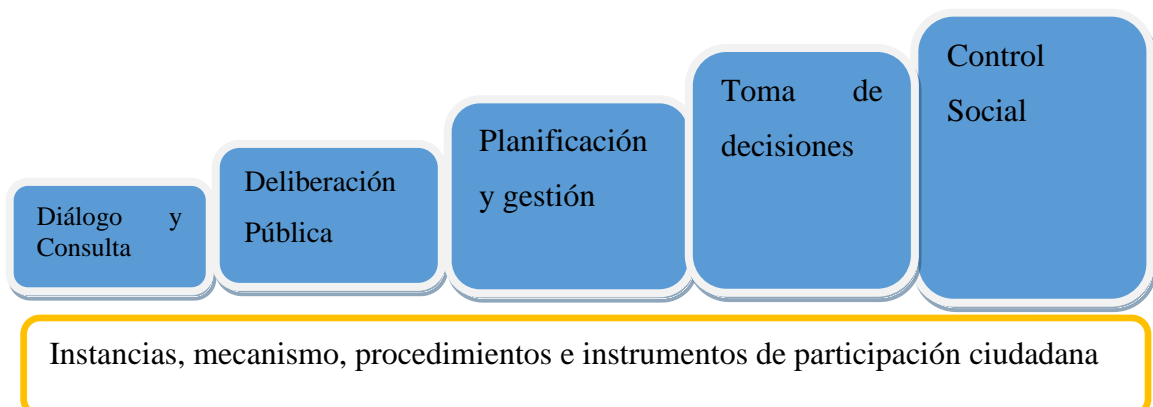 Diálogo y
Consulta
Deliberación
Pública
Planificación
y gestión
Toma de
decisiones
Control
Social
Instancias, mecanismo, procedimientos e instrumentos de participación ciudadana